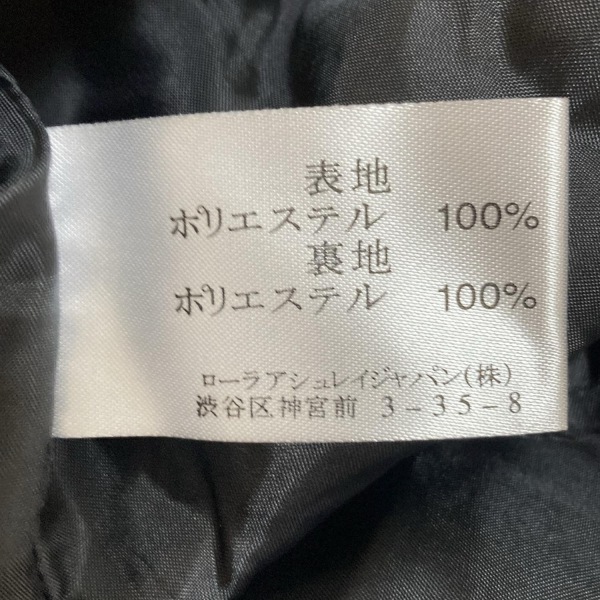 表地
ポリエステル 100%
裏地
ポリエステル 100%
ローラアシュレイジャパン(株)
渋谷区神宮前 3-35-8